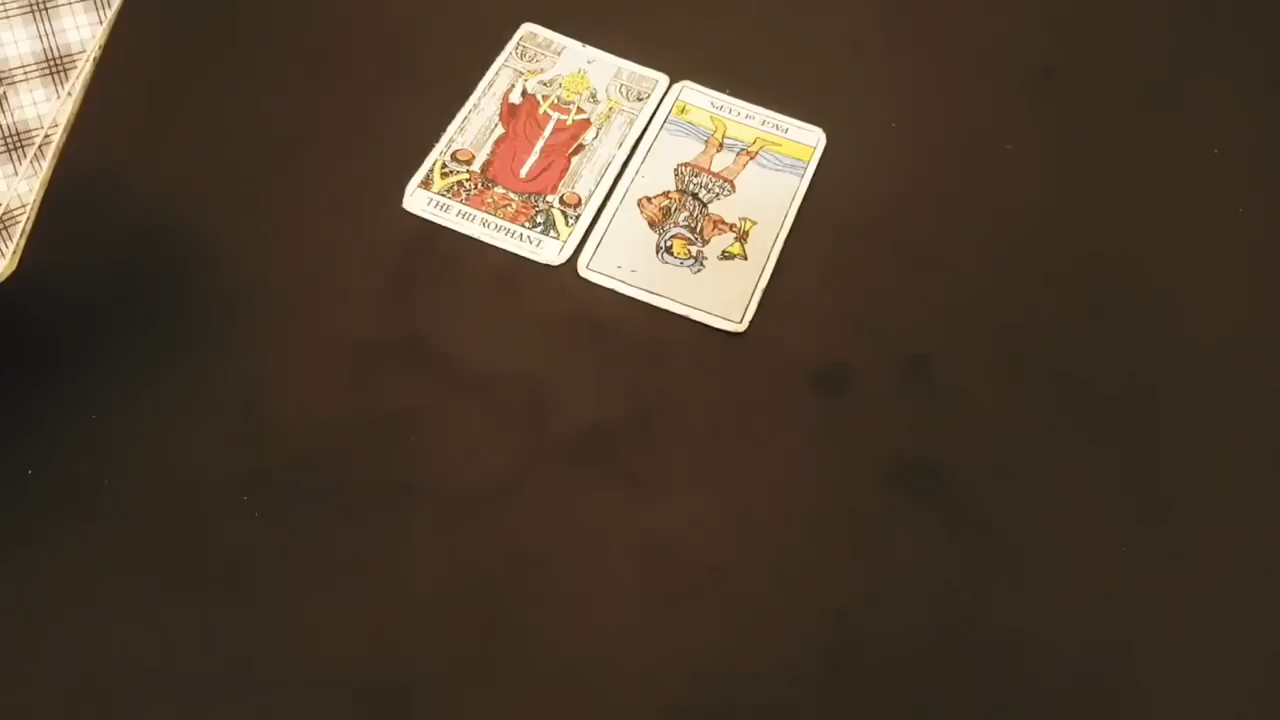 V
THE HIEROPHANT.
PAGE of CUPS.